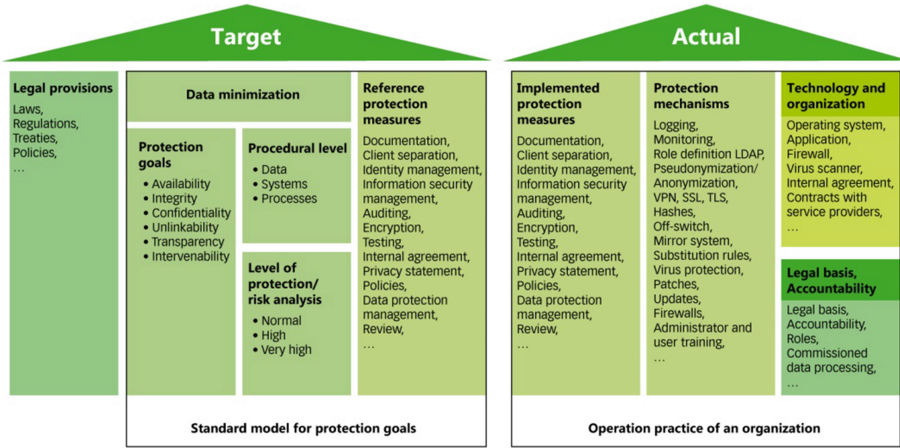 Target
Legal provisions
Laws,
Regulations,
Treaties,
Policies,
…
Data minimization
Protection
goals
• Availability
• Integrity
• Confidentiality
• Unlinkability
• Transparency
• Intervenability
Procedural level
• Data
• Systems
• Processes
Level of
protection/
risk analysis
• Normal
• High
• Very high
Reference
protection
measures
Documentation,
Client separation,
Identity management,
Information security
management,
Auditing,
Encryption,
Testing,
Internal agreement,
Privacy statement,
Policies,
Data protection
management,
Review,
…
Standard model for protection goals
Actual
Implemented
protection
measures
Documentation,
Client separation,
Identity management,
Information security
management,
Auditing,
Encryption,
Testing,
Internal agreement,
Privacy statement,
Policies,
Data protection
management,
Review,
…
Protection
mechanisms
Logging,
Monitoring,
Role definition LDAP,
Pseudonymization/
Anonymization,
VPN, SSL, TLS,
Hashes,
Off-switch,
Mirror system,
Substitution rules,
Virus protection,
Patches,
Updates,
Firewalls,
Administrator and
user training,
…
Technology and
organization
Operating system,
Application,
Firewall,
Virus scanner,
Internal agreement,
Contracts with
service providers,
…
Legal basis,
Accountability
Legal basis,
Accountability,
Roles,
Commissioned
data processing,
…
Operation practice of an organization